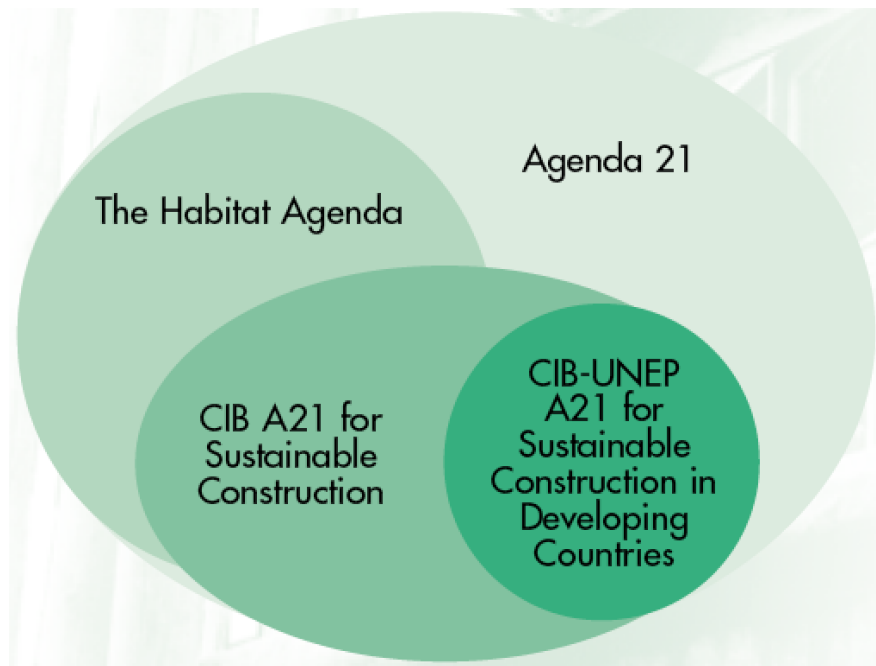 Agenda 21
The Habitat Agenda
CIB A21 for
Sustainable
Construction
CIB-UNEP
A21 for
Sustainable
Construction in
Developing
Countries